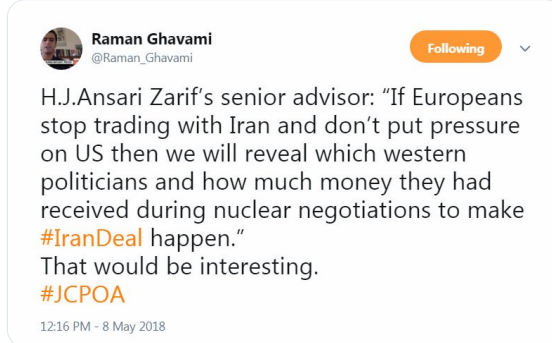 Raman Ghavami
@Raman_Ghavami
Following
H.J.Ansari Zarif's senior advisor: “If Europeans
stop trading with Iran and don't put pressure
on US then we will reveal which western
politicians and how much money they had
received during nuclear negotiations to make
#IranDeal happen.”
That would be interesting.
#JCPOA
12:16 PM - 8 May 2018